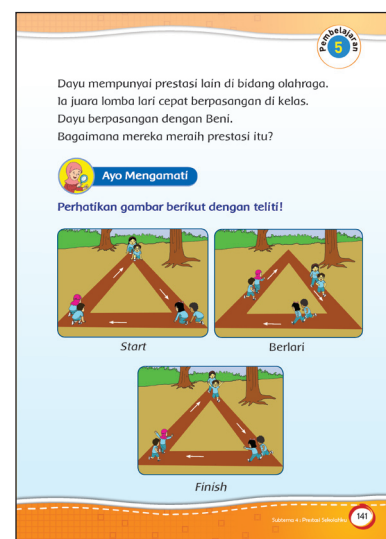 Pembelajaran
5
Dayu mempunyai prestasi lain di bidang olahraga.
Ia juara lomba lari cepat berpasangan di kelas.
Dayu berpasangan dengan Beni.
Bagaimana mereka meraih prestasi itu?
Ayo Mengamati
Perhatikan gambar berikut dengan teliti!
Start
Berlari
Finish
Subtema 4: Prestasi Sekolahku
141